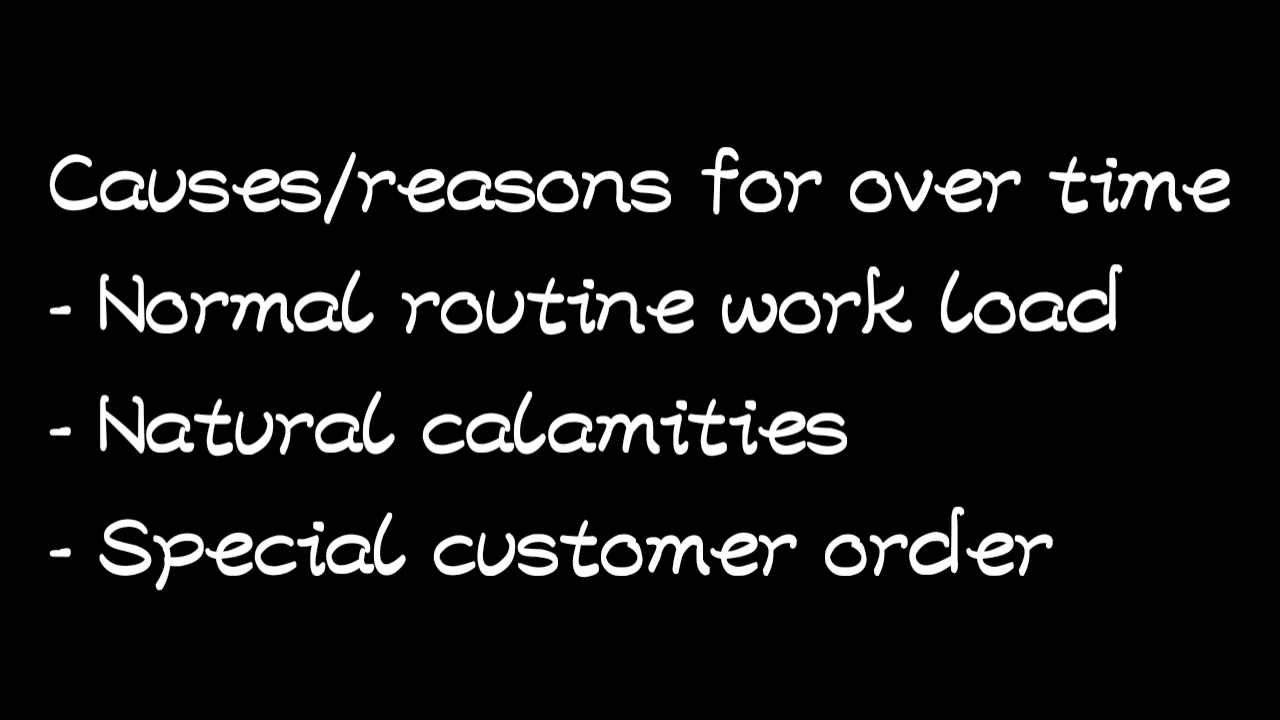 Causes/reasons for over time
- Normal routine work load
- Natural calamities
- Special customer order